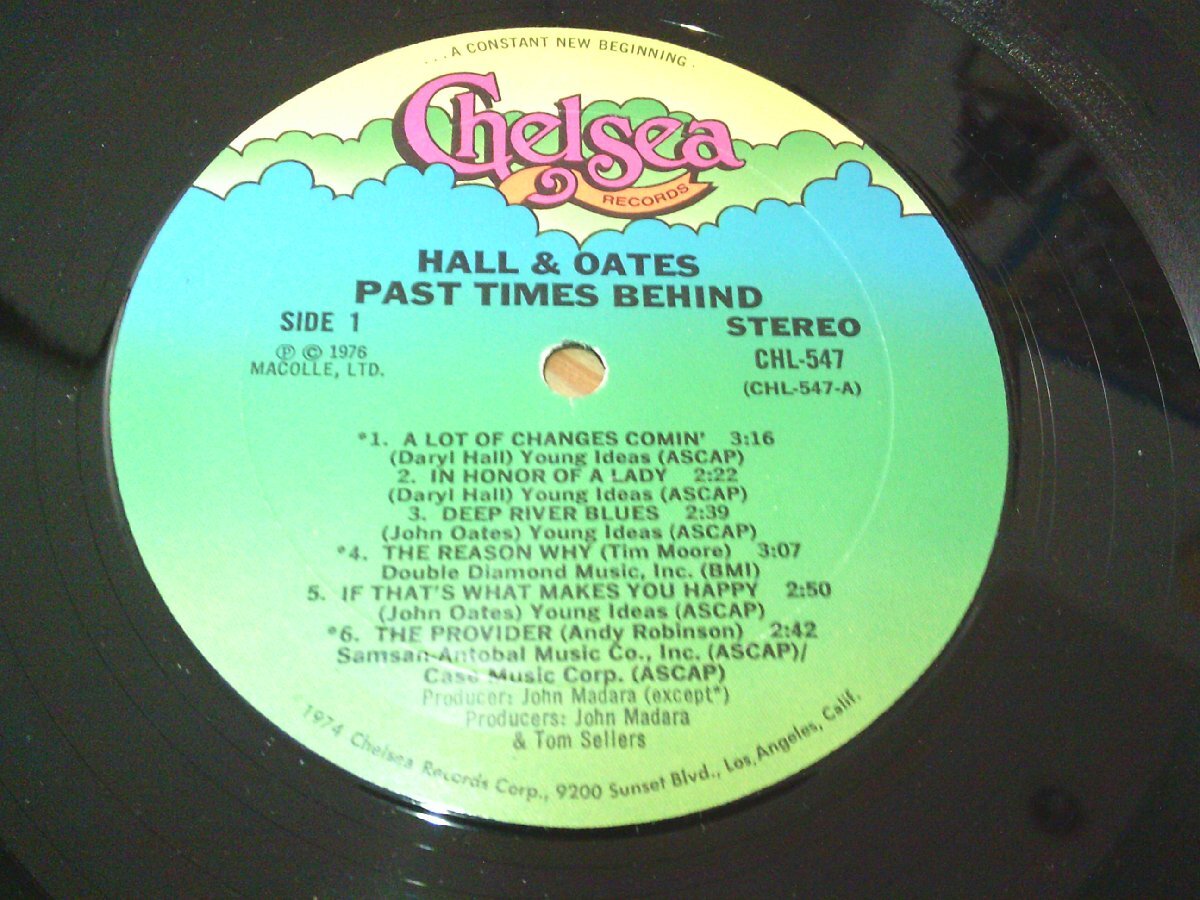 ...A CONSTANT NEW BEGINNING.
Chelsea
RECORDS
HALL & OATES
PAST TIMES BEHIND
SIDE 1
STEREO
℗ © 1976
MACOLLE, LTD.
CHL-547
(CHL-547-A)
*1. A LOT OF CHANGES COMIN' 3:16
(Daryl Hall) Young Ideas (ASCAP)
2. IN HONOR OF A LADY 2:22
(Daryl Hall) Young Ideas (ASCAP)
3. DEEP RIVER BLUES 2:39
(John Oates) Young Ideas (ASCAP)
*4. THE REASON WHY (Tim Moore) 3:07
Double Diamond Music, Inc. (BMI)
5. IF THAT'S WHAT MAKES YOU HAPPY 2:50
(John Oates) Young Ideas (ASCAP)
*6. THE PROVIDER (Andy Robinson) 2:42
Samsan-Antobal Music Co., Inc. (ASCAP)/
Case Music Corp. (ASCAP)
Producer: John Madara (except*)
Producers: John Madara
& Tom Sellers
1974 Chelsea Records Corp., 9200 Sunset Blvd., Los Angeles, Calif.